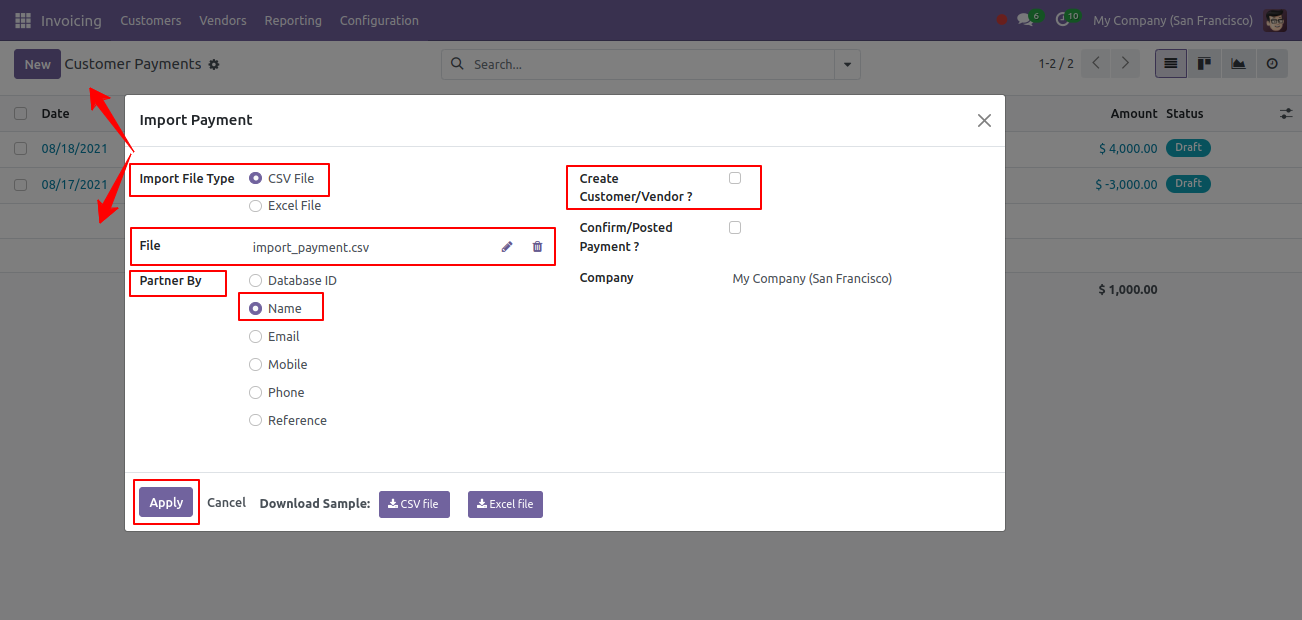 Invoicing Customers Vendors Reporting Configuration 6 10 My Company (San Francisco)
New Customer Payments Search... 1-2 / 2
Date Amount Status
08/18/2021 $ 4,000.00 Draft
08/17/2021 $ -3,000.00 Draft
$ 1,000.00
Import Payment
Import File Type CSV File
Excel File
File import_payment.csv
Partner By Database ID
Name
Email
Mobile
Phone
Reference
Create
Customer/Vendor ?
Confirm/Posted
Payment ?
Company My Company (San Francisco)
Apply Cancel Download Sample: CSV file Excel file